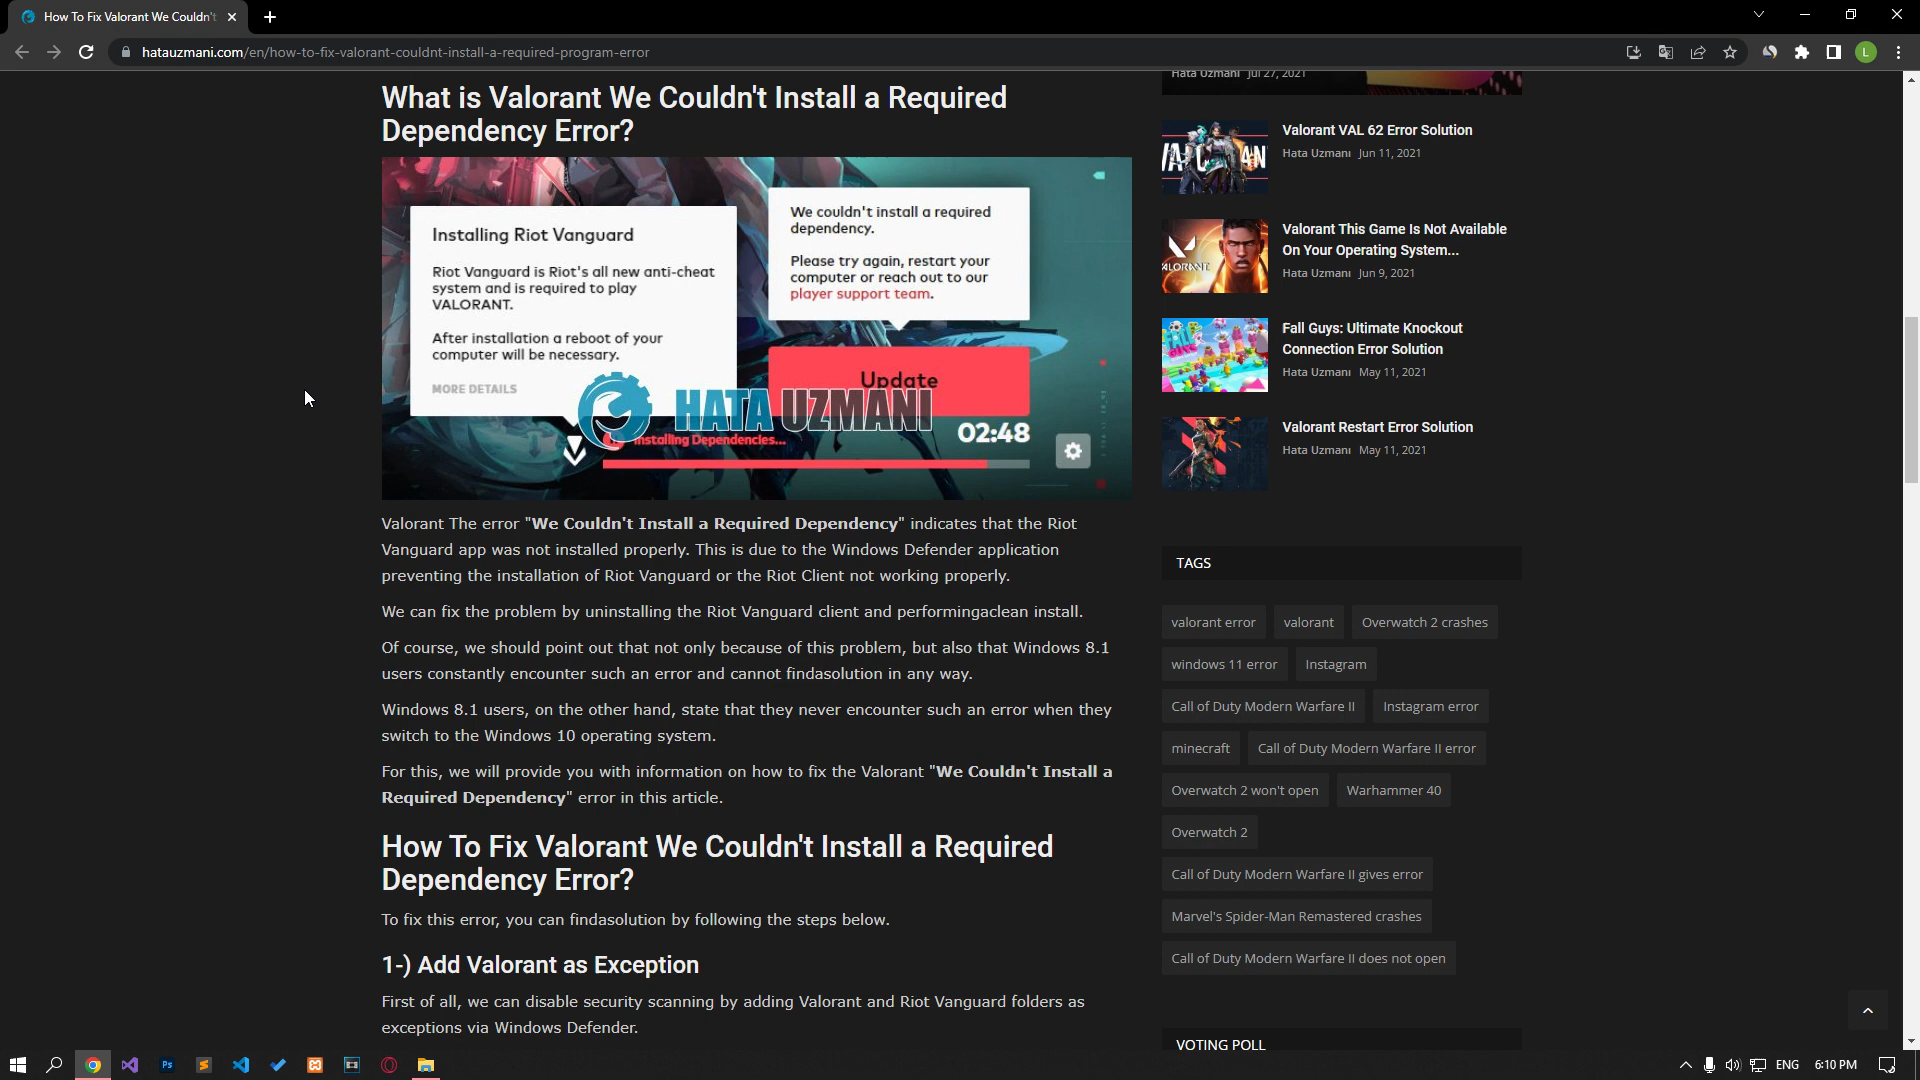 How To Fix Valorant We Couldn't
hatauzmani.com/en/how-to-fix-valorant-couldnt-install-a-required-program-error
L
What is Valorant We Couldn't Install a Required
Dependency Error?
Installing Riot Vanguard
Riot Vanguard is Riot's all new anti-cheat
system and is required to play
VALORANT.
After installation a reboot of your
computer will be necessary.
MORE DETAILS
We couldn't install a required
dependency.
Please try again, restart your
computer or reach out to our
player support team.
Update
HATA UZMANI
Installing Dependencies...
02:48
Valorant The error "We Couldn't Install a Required Dependency" indicates that the Riot
Vanguard app was not installed properly. This is due to the Windows Defender application
preventing the installation of Riot Vanguard or the Riot Client not working properly.
We can fix the problem by uninstalling the Riot Vanguard client and performingaclean install.
Of course, we should point out that not only because of this problem, but also that Windows 8.1
users constantly encounter such an error and cannot findasolution in any way.
Windows 8.1 users, on the other hand, state that they never encounter such an error when they
switch to the Windows 10 operating system.
For this, we will provide you with information on how to fix the Valorant "We Couldn't Install a
Required Dependency" error in this article.
How To Fix Valorant We Couldn't Install a Required
Dependency Error?
To fix this error, you can findasolution by following the steps below.
1-) Add Valorant as Exception
First of all, we can disable security scanning by adding Valorant and Riot Vanguard folders as
exceptions via Windows Defender.
Hata Uzmanı Jul 27, 2021
Valorant VAL 62 Error Solution
Hata Uzmanı Jun 11, 2021
VALORANT
Valorant This Game Is Not Available
On Your Operating System...
Hata Uzmanı Jun 9, 2021
Fall Guys: Ultimate Knockout
Connection Error Solution
Hata Uzmanı May 11, 2021
Valorant Restart Error Solution
Hata Uzmanı May 11, 2021
TAGS
valorant error
valorant
Overwatch 2 crashes
windows 11 error
Instagram
Call of Duty Modern Warfare II
Instagram error
minecraft
Call of Duty Modern Warfare II error
Overwatch 2 won't open
Warhammer 40
Overwatch 2
Call of Duty Modern Warfare II gives error
Marvel's Spider-Man Remastered crashes
Call of Duty Modern Warfare II does not open
VOTING POLL
Ps
ENG
6:10 PM